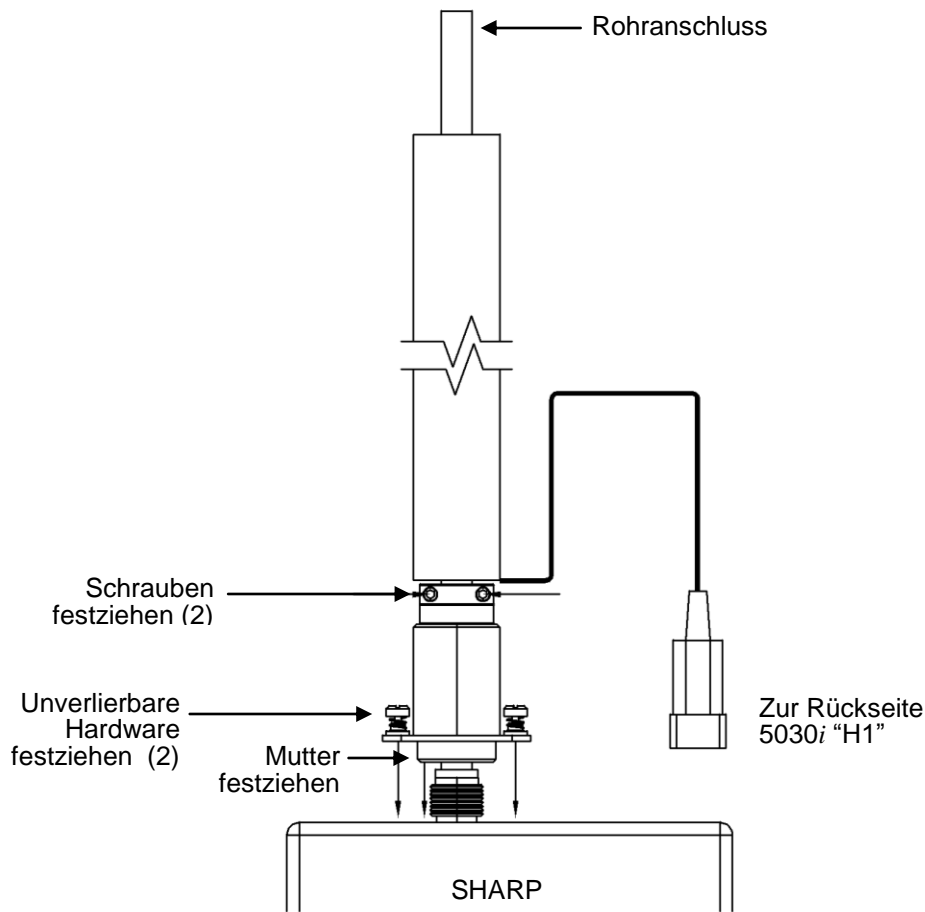 Rohranschluss
Schrauben
festziehen (2)
Unverlierbare
Hardware
festziehen (2)
Mutter
festziehen
Zur Rückseite
5030i “H1”
SHARP